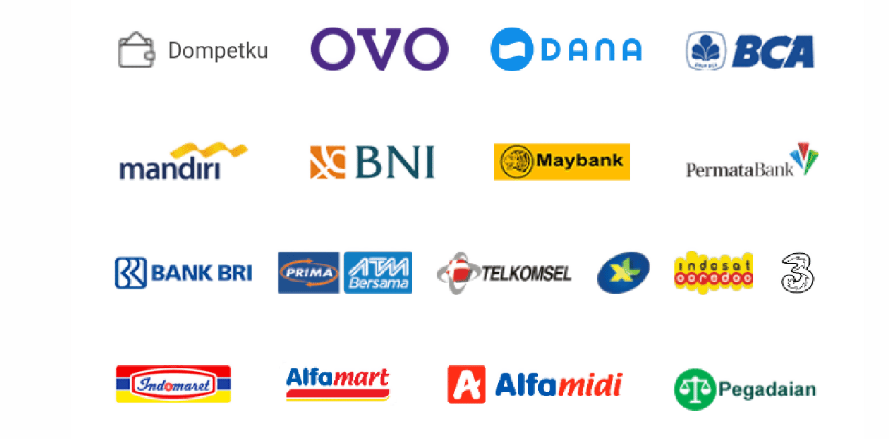 Dompetku OVO DANA BCA
mandiri BNI Maybank PermataBank
BANK BRI PRIMA ATM Bersama TELKOMSEL XL indosat ooredoo 3
Indomaret Alfamart Alfamidi Pegadaian